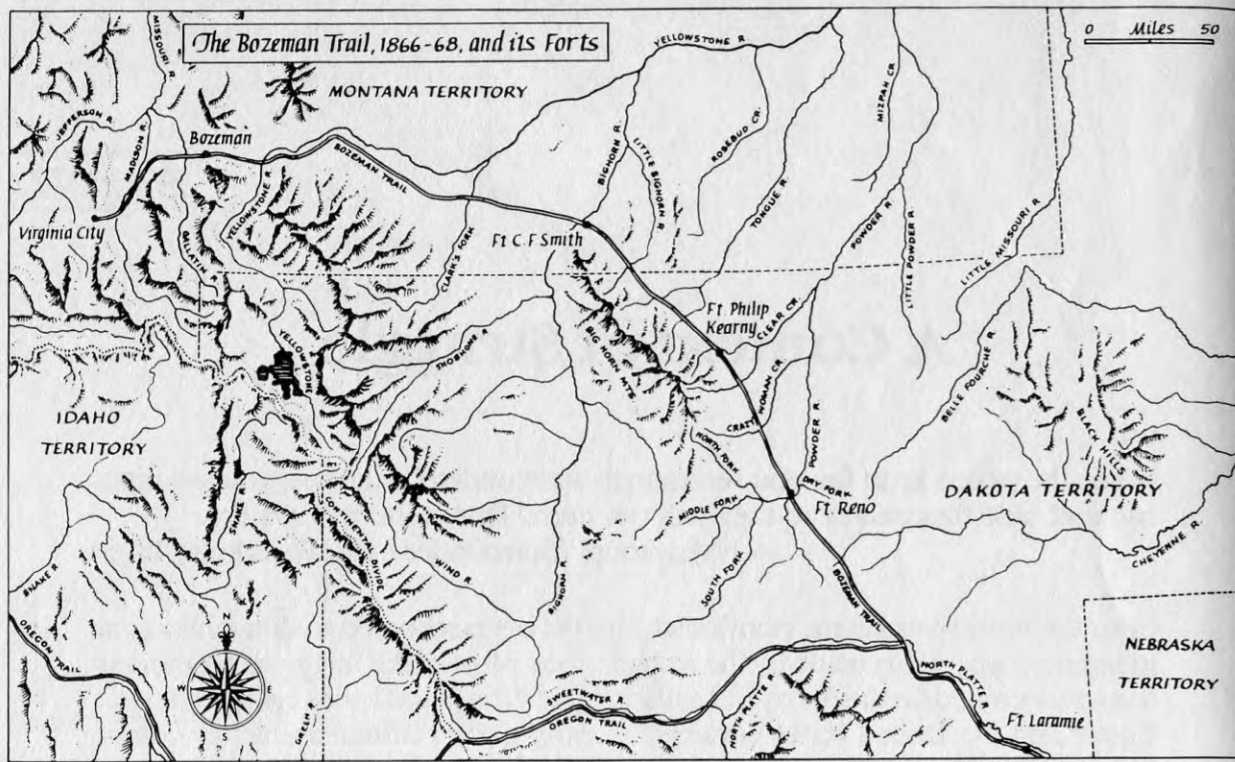 The Bozeman Trail, 1866-68, and its Forts
0 Miles 50
MISSOURI R.
MONTANA TERRITORY
YELLOWSTONE R.
MIZPAH CR.
JEFFERSON R.
MADISON R.
Bozeman
BOZEMAN TRAIL
BIGHORN R.
LITTLE BIGHORN R.
ROSEBUD CR.
TONGUE R.
Virginia City
GALLATIN R.
YELLOWSTONE R.
CLARK'S FORK
Ft C.F. Smith
POWDER R.
LITTLE POWDER R.
LITTLE MISSOURI R.
Ft. Philip
Kearny
CLEAR CR.
BIG HORN MTS.
YELLOWSTONE
SHOSHONE R.
BELLE FOURCHE R.
BLACK HILLS
IDAHO
TERRITORY
CRAZY WOMAN CR.
POWDER R.
NORTH FORK
MIDDLE FORK
DRY FORK
Ft. Reno
DAKOTA TERRITORY
CHEYENNE R.
SNAKE R.
SNAKE R.
DIVIDE
WIND R.
BIGHORN R.
SOUTH FORK
BOZEMAN TRAIL
NEBRASKA
TERRITORY
OREGON TRAIL
N
W
GREEN R.
SWEETWATER R.
OREGON TRAIL
NORTH PLATTE
NORTH PLATTE R.
Ft. Laramie